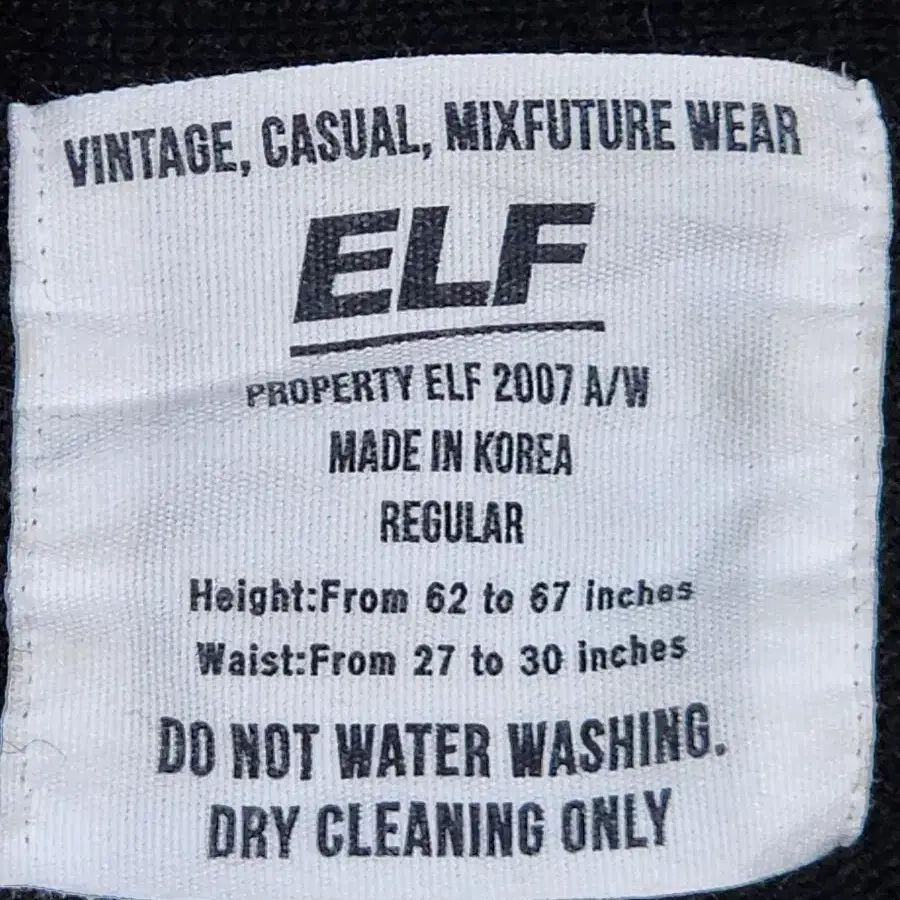 VINTAGE, CASUAL, MIXFUTURE WEAR
ELF
PROPERTY ELF 2007 A/W
MADE IN KOREA
REGULAR
Height:From 62 to 67 inches
Waist:From 27 to 30 inches
DO NOT WATER WASHING.
DRY CLEANING ONLY